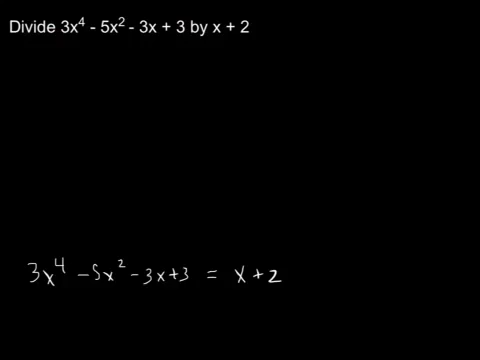 Divide 3x⁴ - 5x² - 3x + 3 by x + 2
3x⁴ - 5x² - 3x + 3 = x + 2